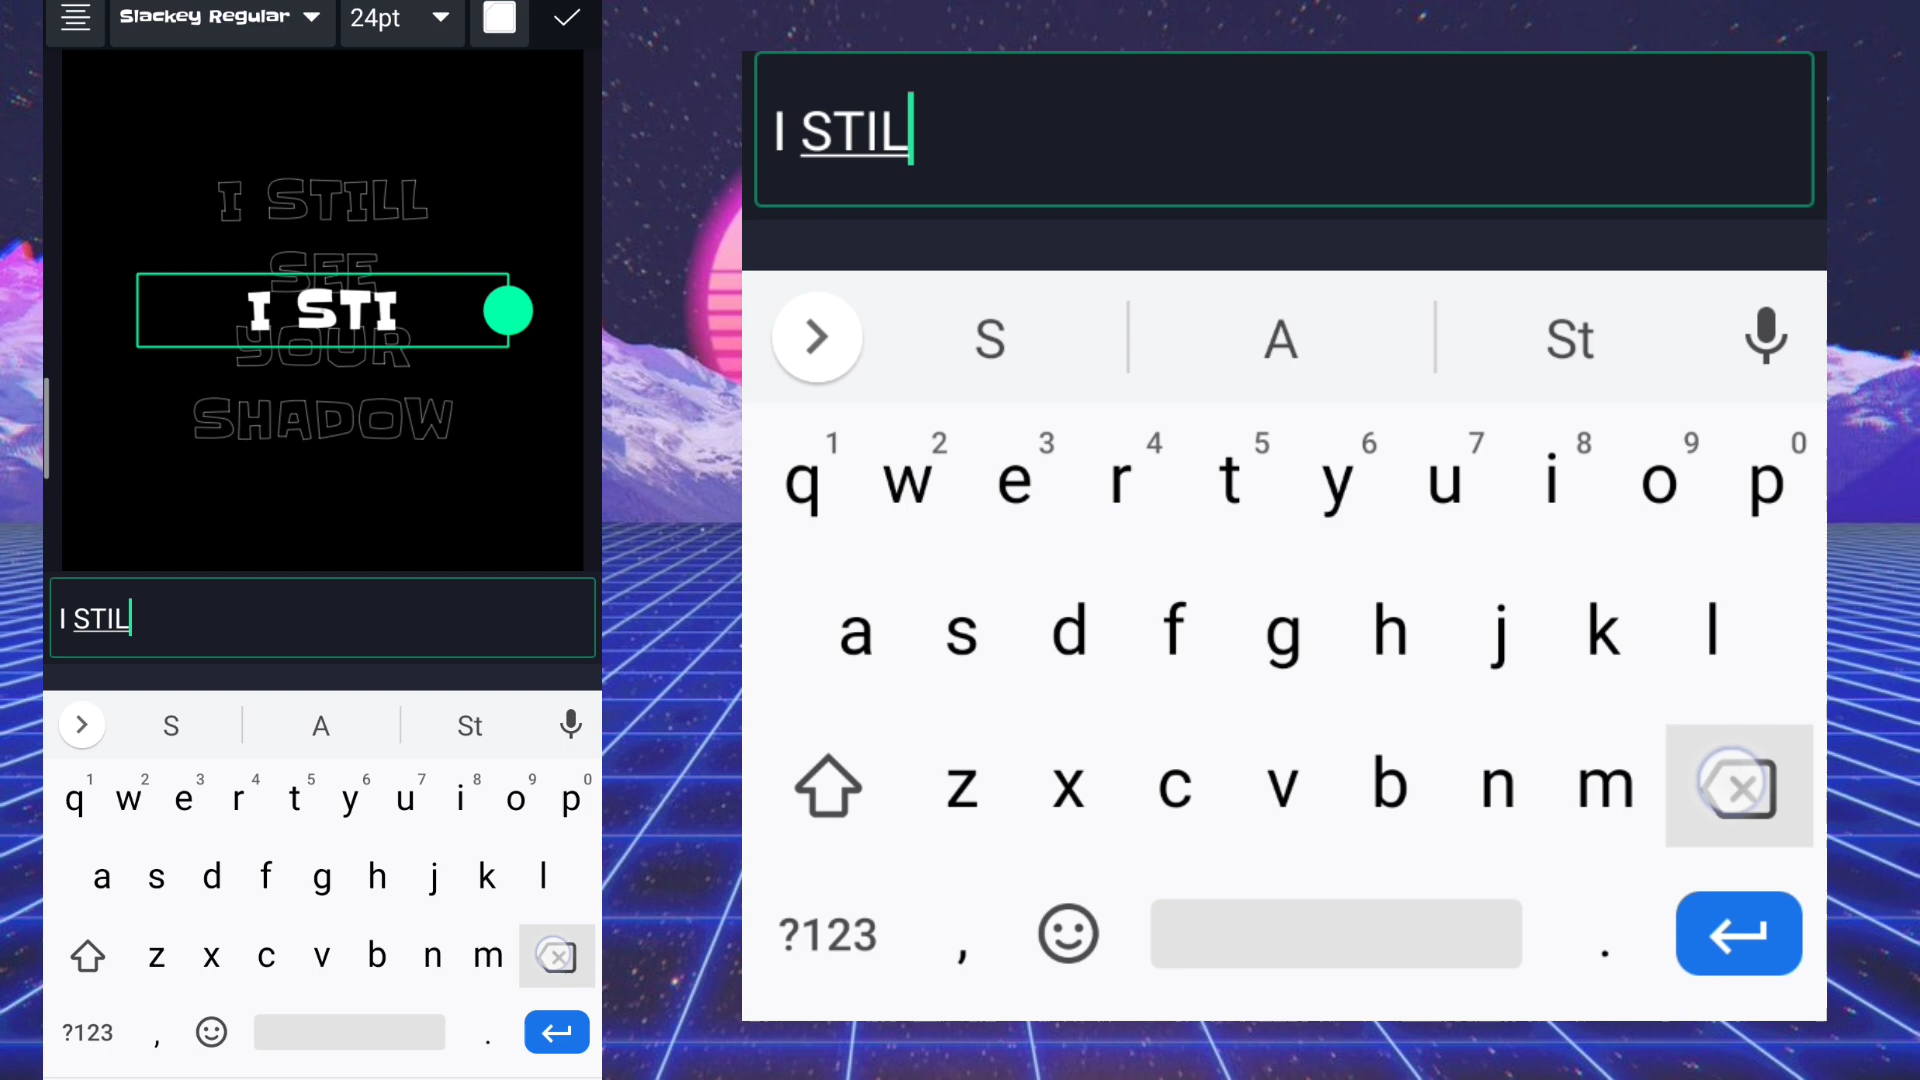 Slackey Regular 24pt
I STILL
SEE
I STI
YOUR
SHADOW
I STIL
S A St
1 2 3 4 5 6 7 8 9 0
q w e r t y u i o p
a s d f g h j k l
z x c v b n m
?123 , .
I STIL
S A St
1 2 3 4 5 6 7 8 9 0
q w e r t y u i o p
a s d f g h j k l
z x c v b n m
?123 , .